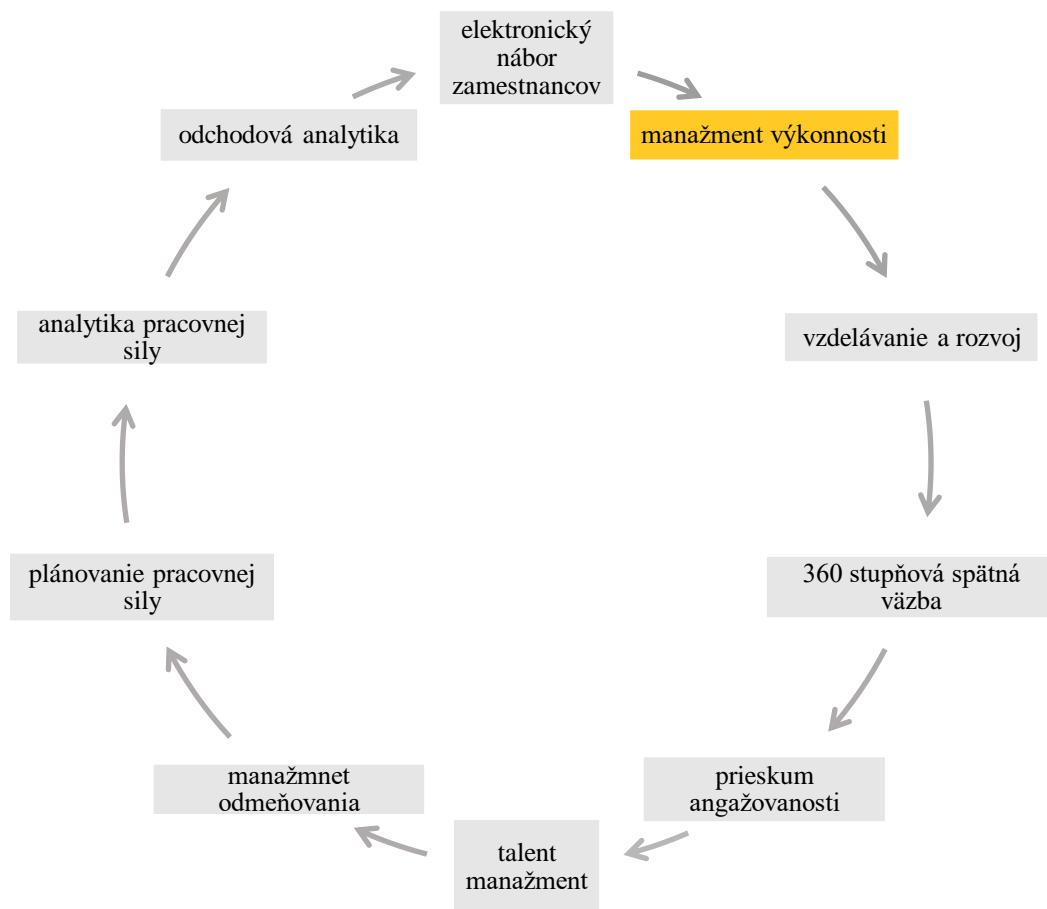 elektronický
nábor
zamestnancov
manažment výkonnosti
vzdelávanie a rozvoj
360 stupňová spätná
väzba
prieskum
angažovanosti
talent
manažment
manažmnet
odmeňovania
plánovanie pracovnej
sily
analytika pracovnej
sily
odchodová analytika